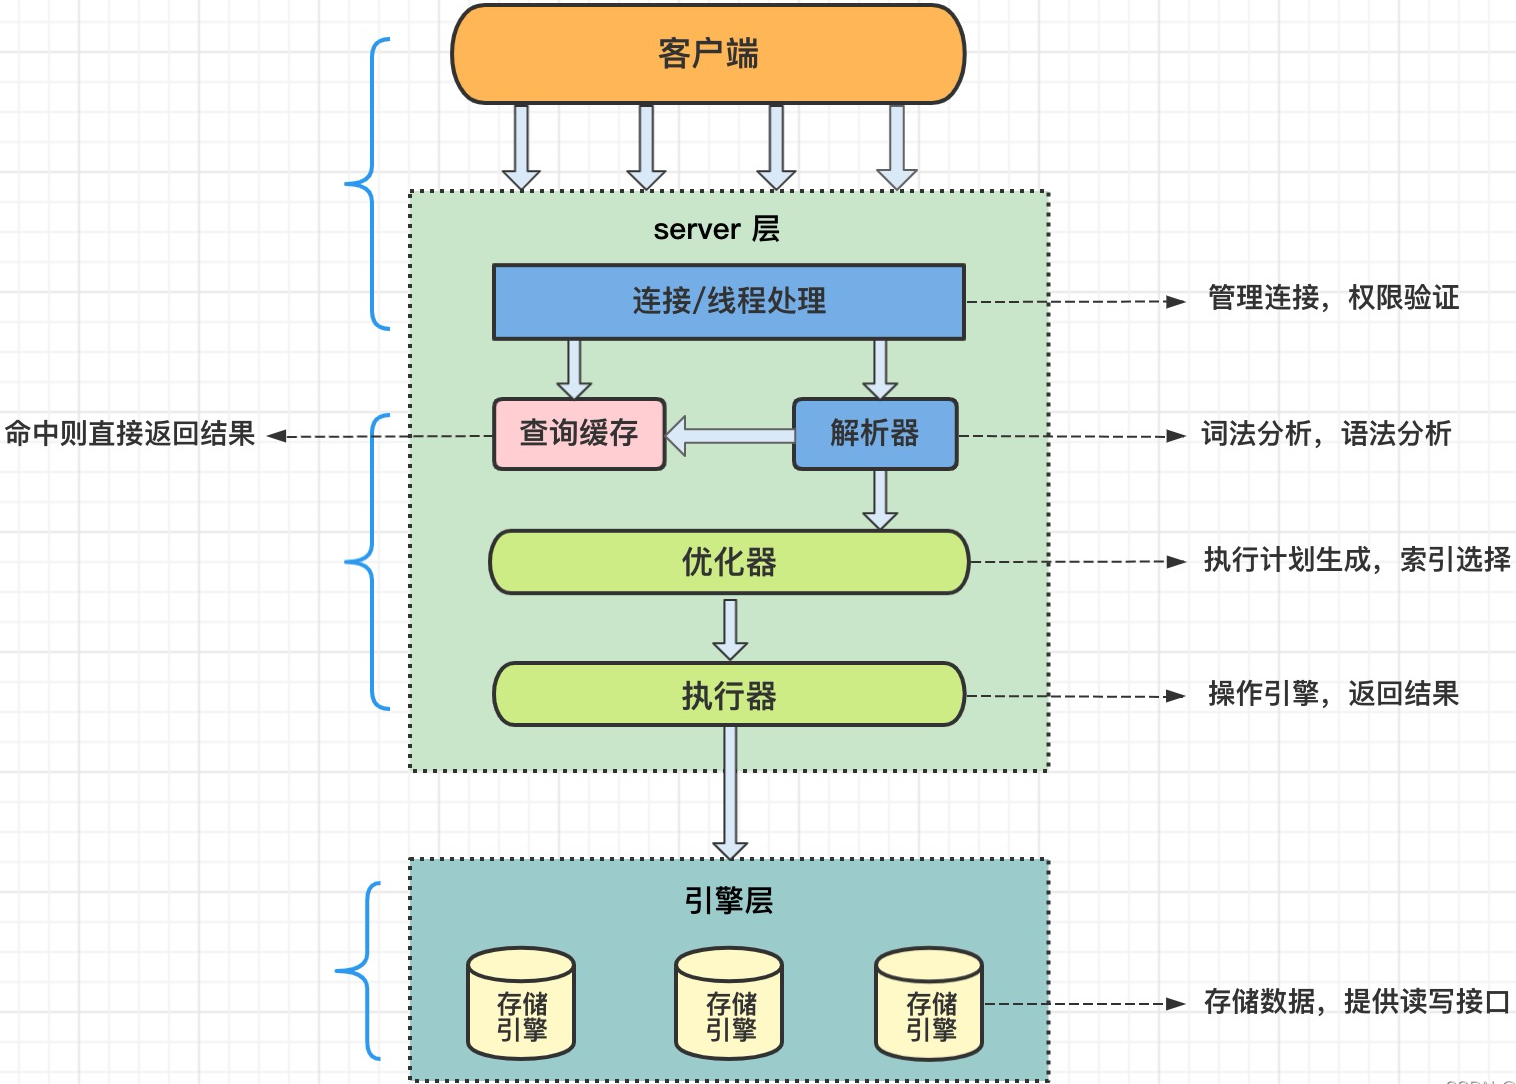 客户端
server 层
连接/线程处理
管理连接，权限验证
命中则直接返回结果
查询缓存
解析器
词法分析，语法分析
优化器
执行计划生成，索引选择
执行器
操作引擎，返回结果
引擎层
存储
引擎
存储
引擎
存储
引擎
存储数据，提供读写接口